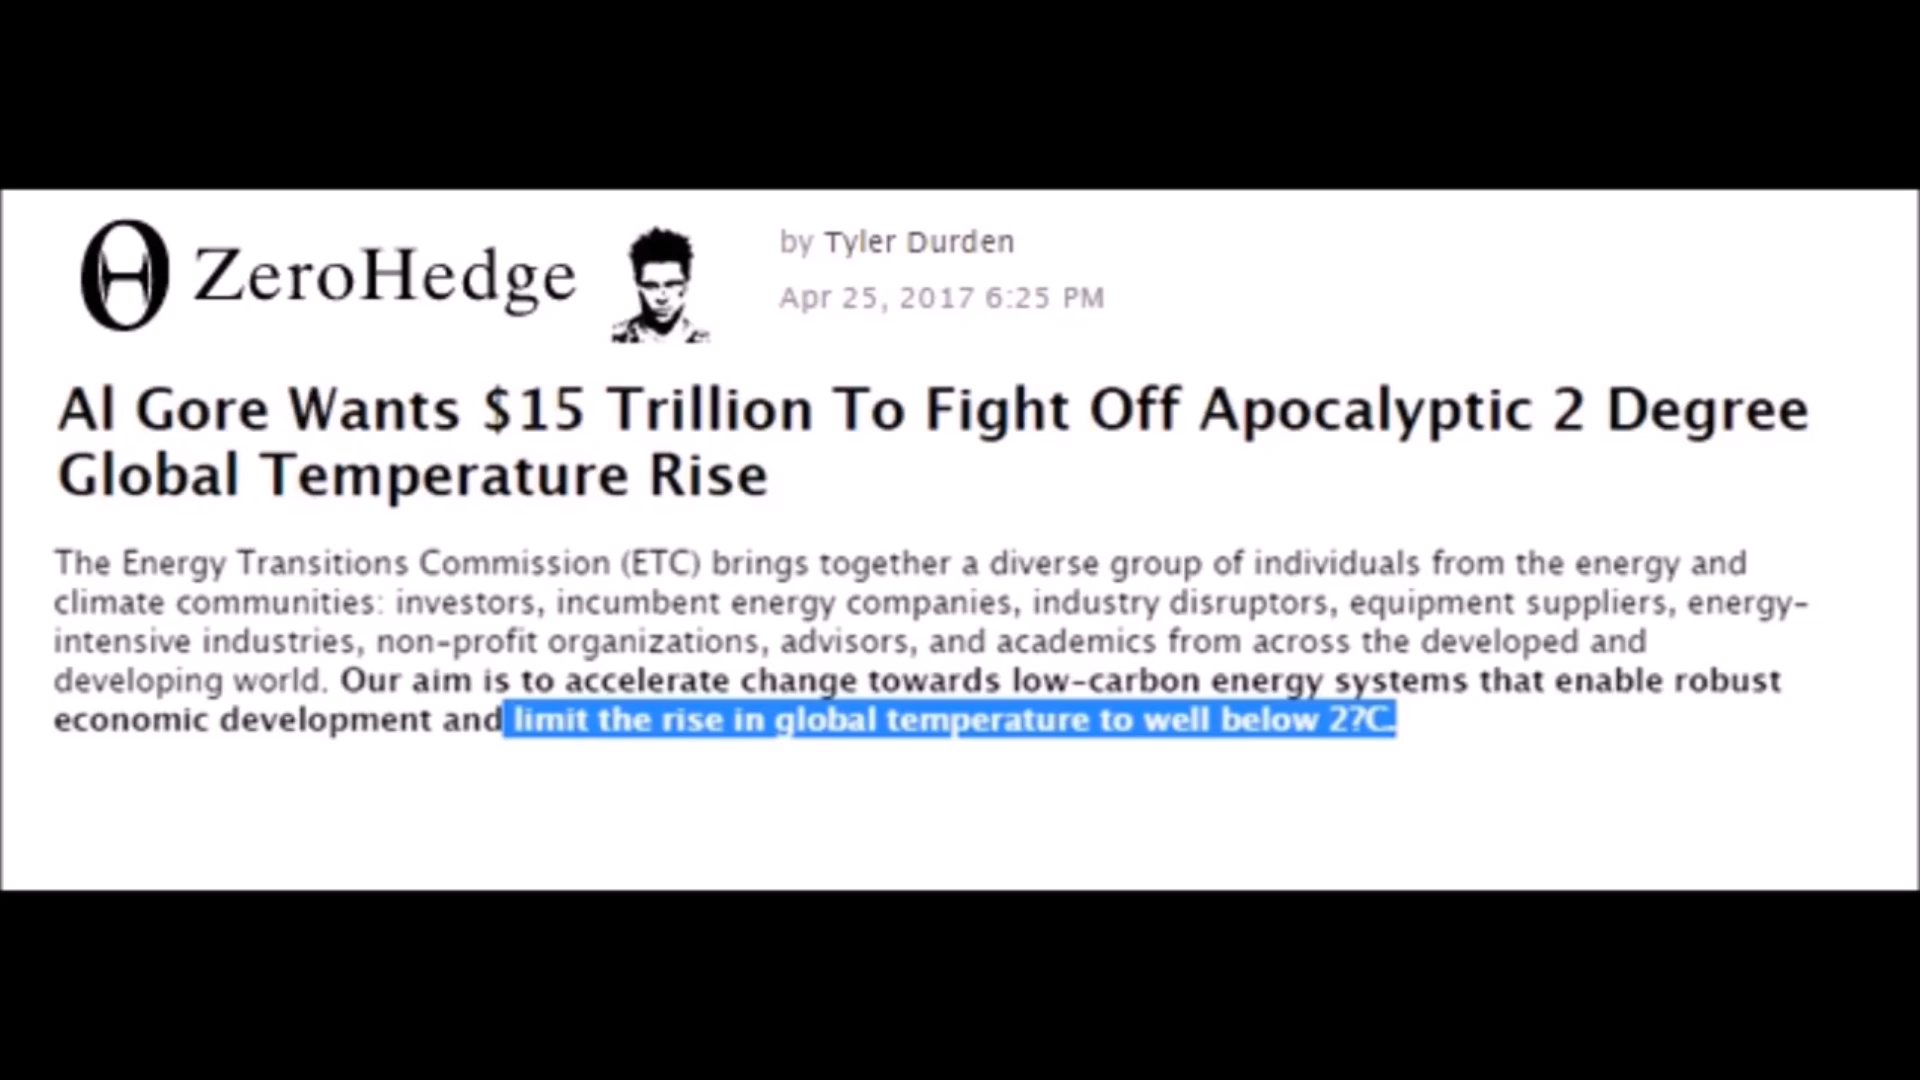 ZeroHedge
by Tyler Durden
Apr 25, 2017 6:25 PM
Al Gore Wants $15 Trillion To Fight Off Apocalyptic 2 Degree
Global Temperature Rise
The Energy Transitions Commission (ETC) brings together a diverse group of individuals from the energy and
climate communities: investors, incumbent energy companies, industry disruptors, equipment suppliers, energy-
intensive industries, non-profit organizations, advisors, and academics from across the developed and
developing world. Our aim is to accelerate change towards low-carbon energy systems that enable robust
economic development and limit the rise in global temperature to well below 2?C.